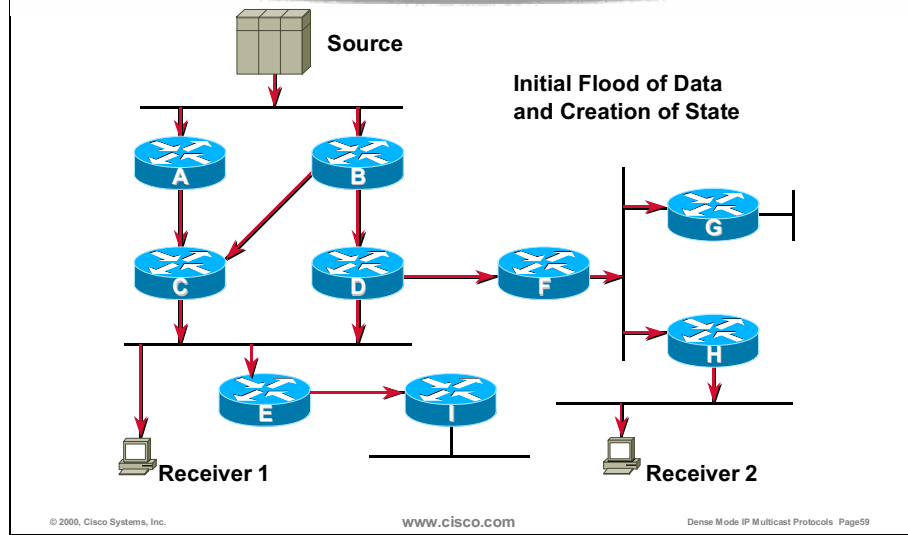 Source
Initial Flood of Data
and Creation of State
A
B
G
C
D
F
H
E
I
Receiver 1
Receiver 2
© 2000, Cisco Systems, Inc.
www.cisco.com
Dense Mode IP Multicast Protocols Page59